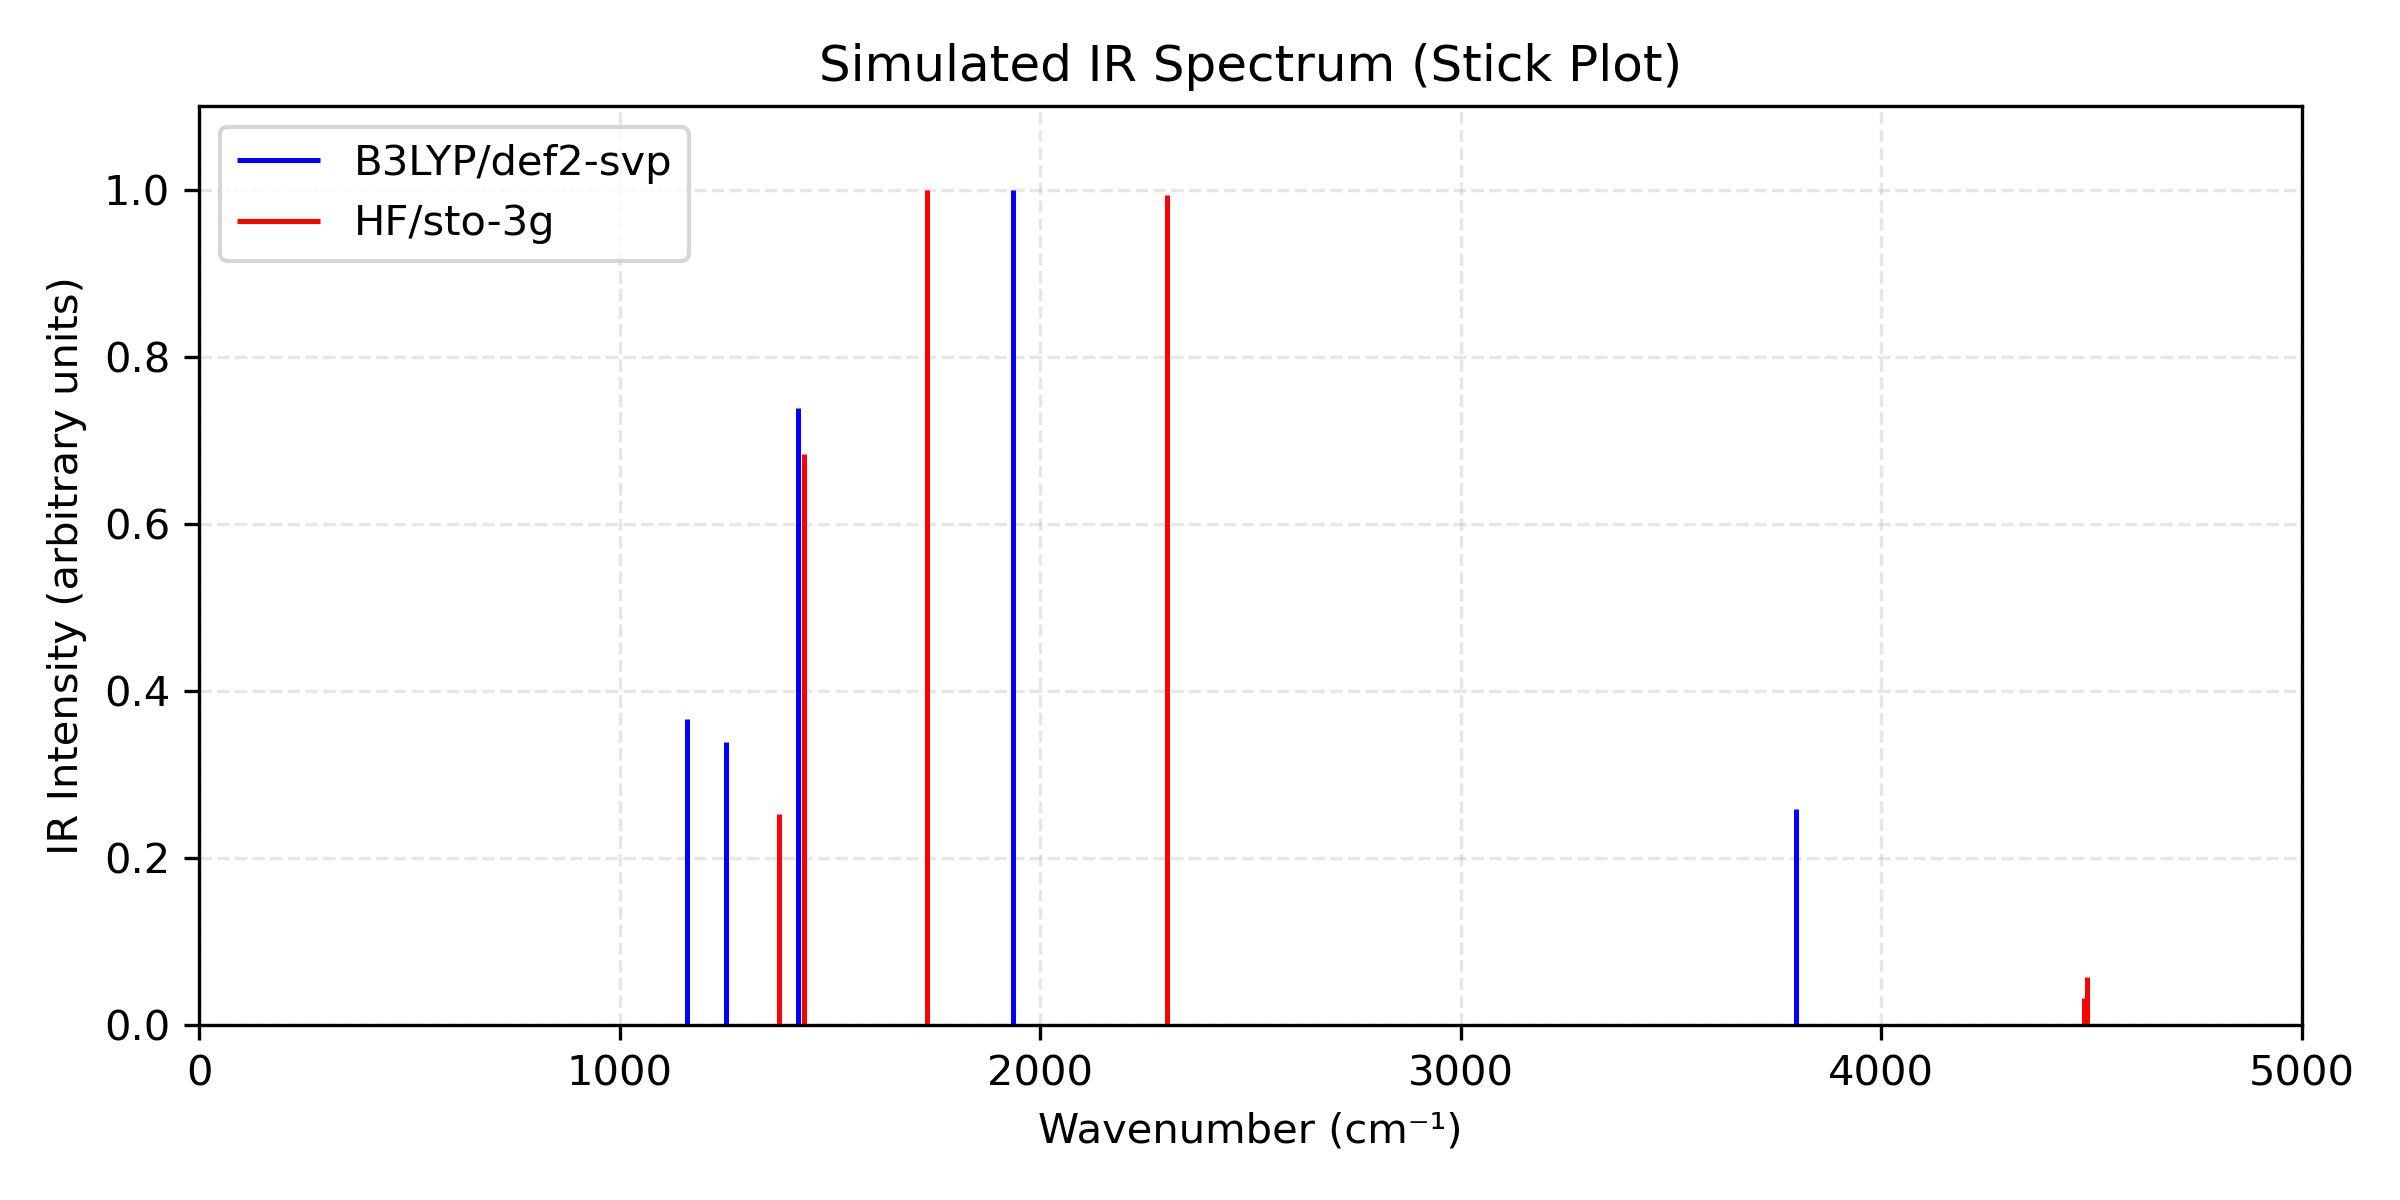 Simulated IR Spectrum (Stick Plot)
B3LYP/def2-svp
HF/sto-3g
IR Intensity (arbitrary units)
1.0
0.8
0.6
0.4
0.2
0.0
0 1000 2000 3000 4000 5000
Wavenumber (cm⁻¹)